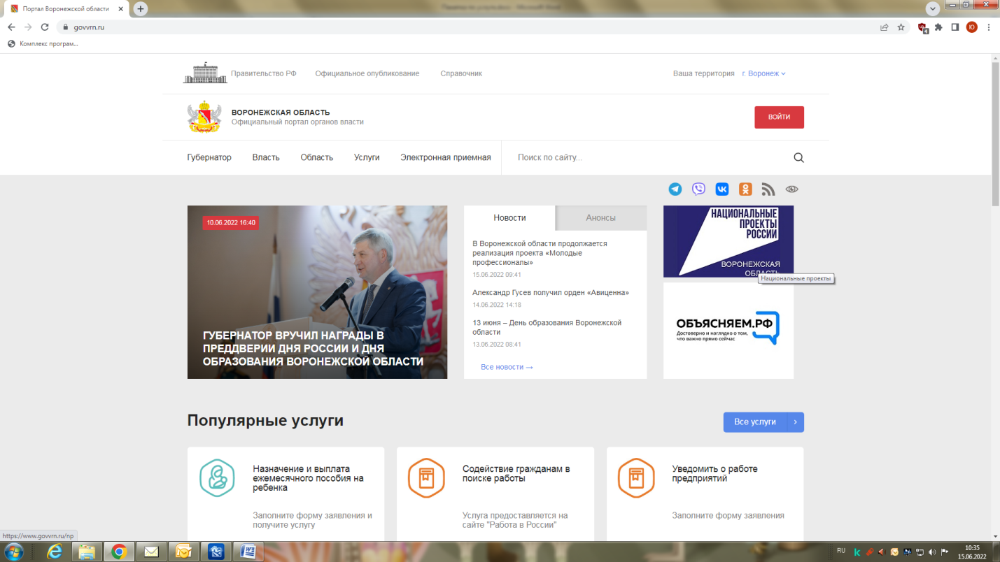 Портал Воронежской области
govvrn.ru
4
Ю
Комплекс програм...
Правительство РФ
Официальное опубликование
Справочник
Ваша территория г. Воронеж
ВОРОНЕЖСКАЯ ОБЛАСТЬ
Официальный портал органов власти
ВОЙТИ
Губернатор
Власть
Область
Услуги
Электронная приемная
Поиск по сайту...
10.06.2022 16:40
ГУБЕРНАТОР ВРУЧИЛ НАГРАДЫ В
ПРЕДДВЕРИИ ДНЯ РОССИИ И ДНЯ
ОБРАЗОВАНИЯ ВОРОНЕЖСКОЙ ОБЛАСТИ
Новости
Анонсы
В Воронежской области продолжается
реализация проекта «Молодые
профессионалы»
15.06.2022 09:41
Александр Гусев получил орден «Авиценна»
14.06.2022 14:18
13 июня – День образования Воронежской
области
13.06.2022 08:41
Все новости →
НАЦИОНАЛЬНЫЕ
ПРОЕКТЫ
РОССИИ
ВОРОНЕЖСКАЯ
ОБЛАСТЬ
Национальные проекты
ОБЪЯСНЯЕМ.РФ
Достоверно и наглядно о том,
что важно прямо сейчас
Популярные услуги
Все услуги
Назначение и выплата
ежемесячного пособия на
ребенка
Заполните форму заявления и
получите услугу
Содействие гражданам в
поиске работы
Услуга предоставляется на
сайте "Работа в России"
Уведомить о работе
предприятий
Заполните форму заявления
https://www.govvrn.ru/np
RU
10:35
15.06.2022